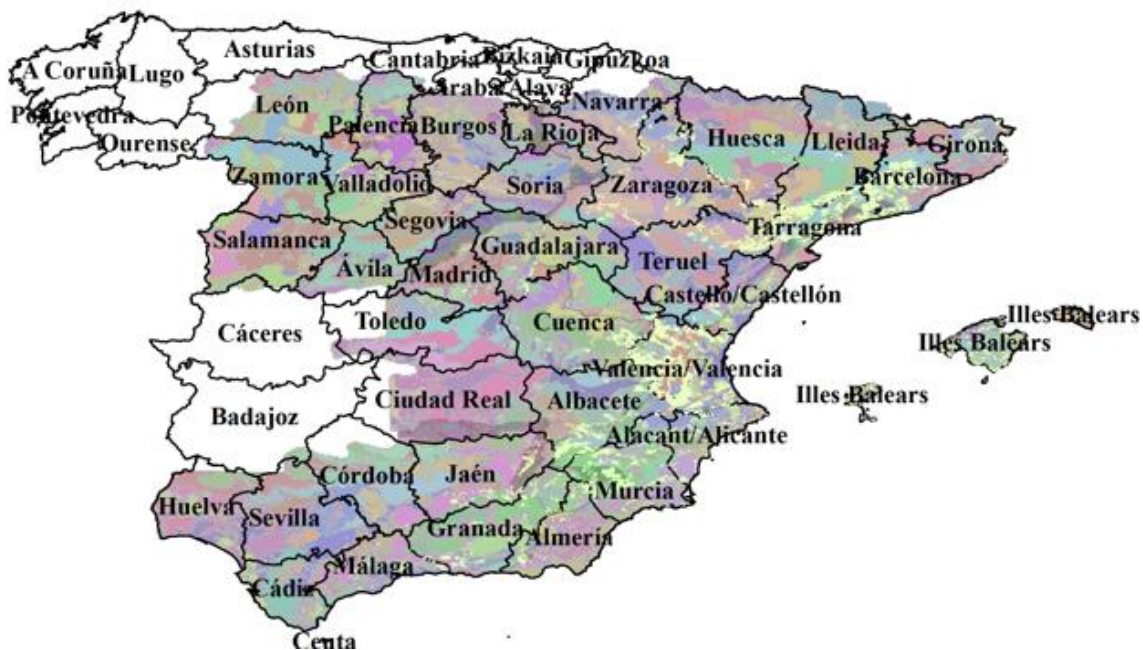 Asturias
Cantabria
Bizkaia
Gipuzkoa
A Coruña
Lugo
Araba/Álava
Navarra
León
Pontevedra
Palencia
Burgos
La Rioja
Huesca
Lleida
Girona
Ourense
Zamora
Valladolid
Soria
Zaragoza
Barcelona
Segovia
Tarragona
Salamanca
Guadalajara
Ávila
Madrid
Teruel
Castelló/Castellón
Toledo
Cuenca
Illes Balears
Cáceres
Illes Balears
València/Valencia
Ciudad Real
Albacete
Illes Balears
Badajoz
Alacant/Alicante
Córdoba
Jaén
Murcia
Huelva
Sevilla
Granada
Almería
Málaga
Cádiz
Ceuta